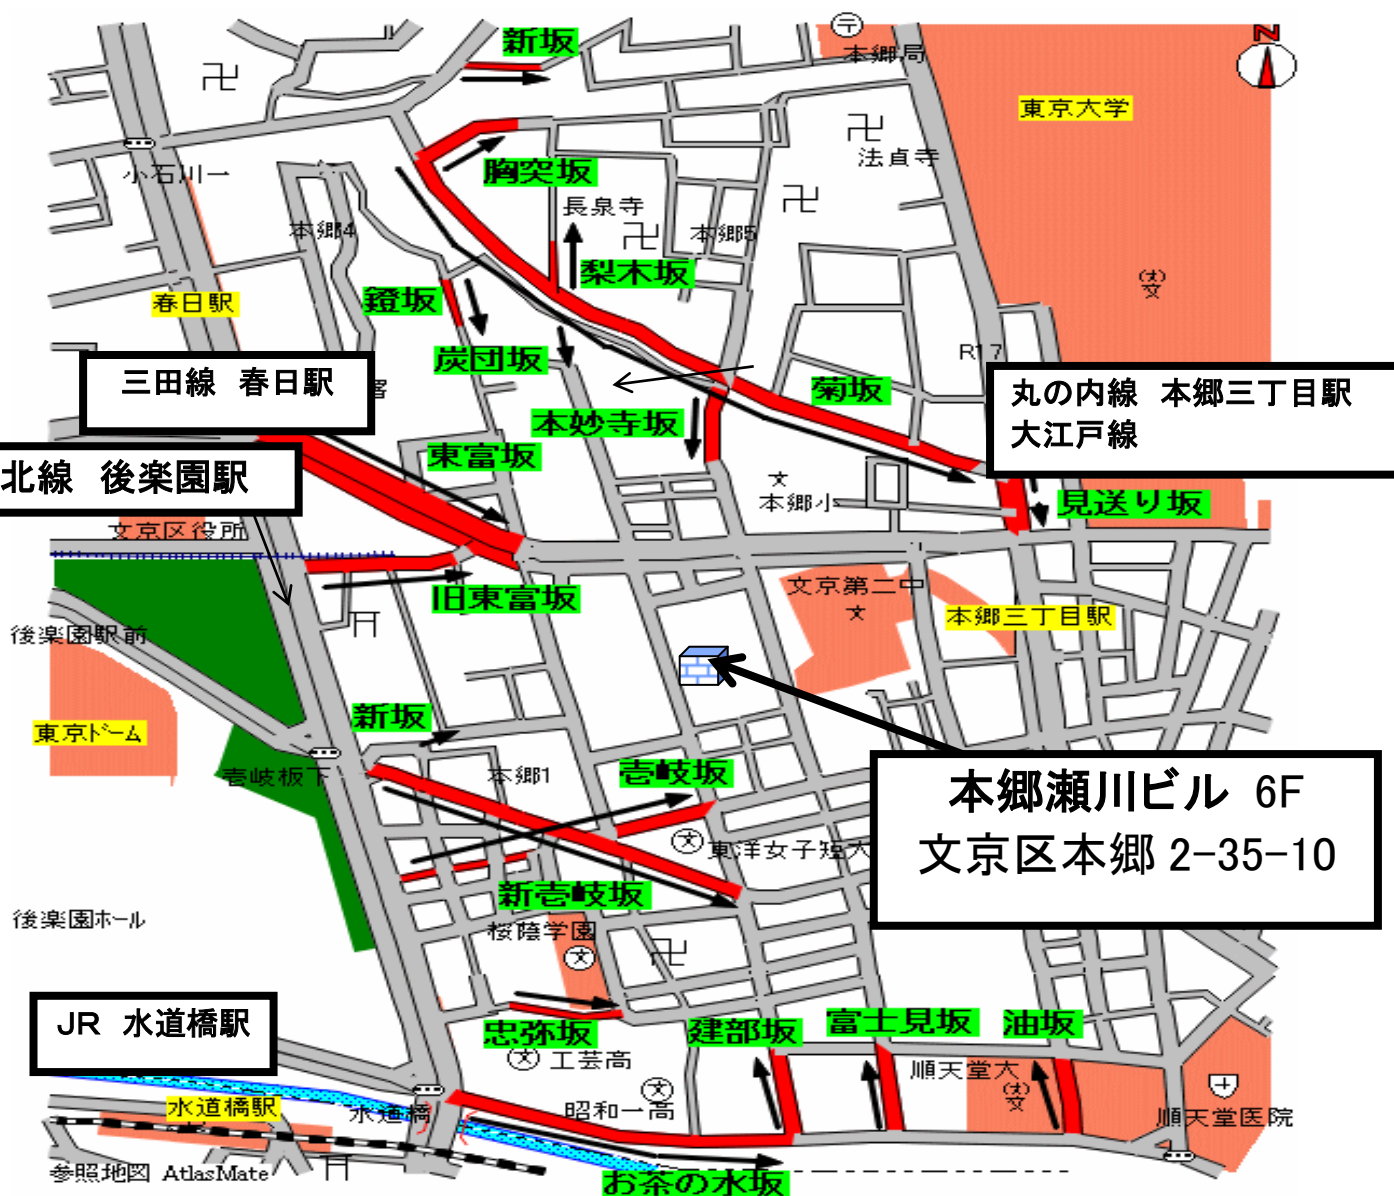 新坂
本郷局
N
東京大学
法真寺
小石川一
胸突坂
長泉寺
本郷4
本郷5
梨木坂
鐙坂
春日駅
炭団坂
R17
三田線 春日駅
菊坂
丸の内線 本郷三丁目駅
大江戸線
本妙寺坂
東富坂
北線 後楽園駅
文
本郷小
見送り坂
文京区役所
旧東富坂
文京第二中
文
本郷三丁目駅
後楽園駅前
新坂
東京ドーム
壱岐坂下
本郷1
壱岐坂
本郷瀬川ビル 6F
文京区本郷 2-35-10
文
東洋女子短大
新壱岐坂
後楽園ホール
桜蔭学園
文
JR 水道橋駅
忠弥坂
建部坂
富士見坂
油坂
文
工芸高
順天堂大
(大)
文
文
水道橋駅
水道橋
昭和一高
順天堂医院
参照地図 AtlasMate
お茶の水坂